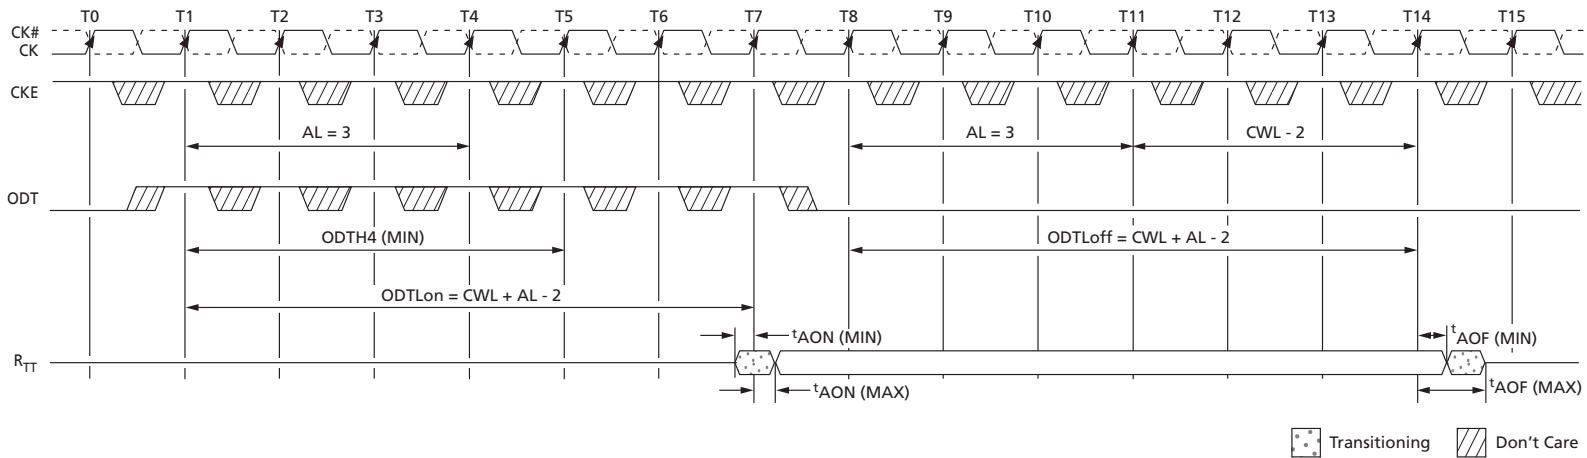 T0 T1 T2 T3 T4 T5 T6 T7 T8 T9 T10 T11 T12 T13 T14 T15
CK#
CK
CKE
AL = 3 AL = 3 CWL - 2
ODT
ODTH4 (MIN) ODTLoff = CWL + AL - 2
ODTLon = CWL + AL - 2
tAON (MIN) tAOF (MIN)
RTT
tAON (MAX) tAOF (MAX)
Transitioning Don't Care